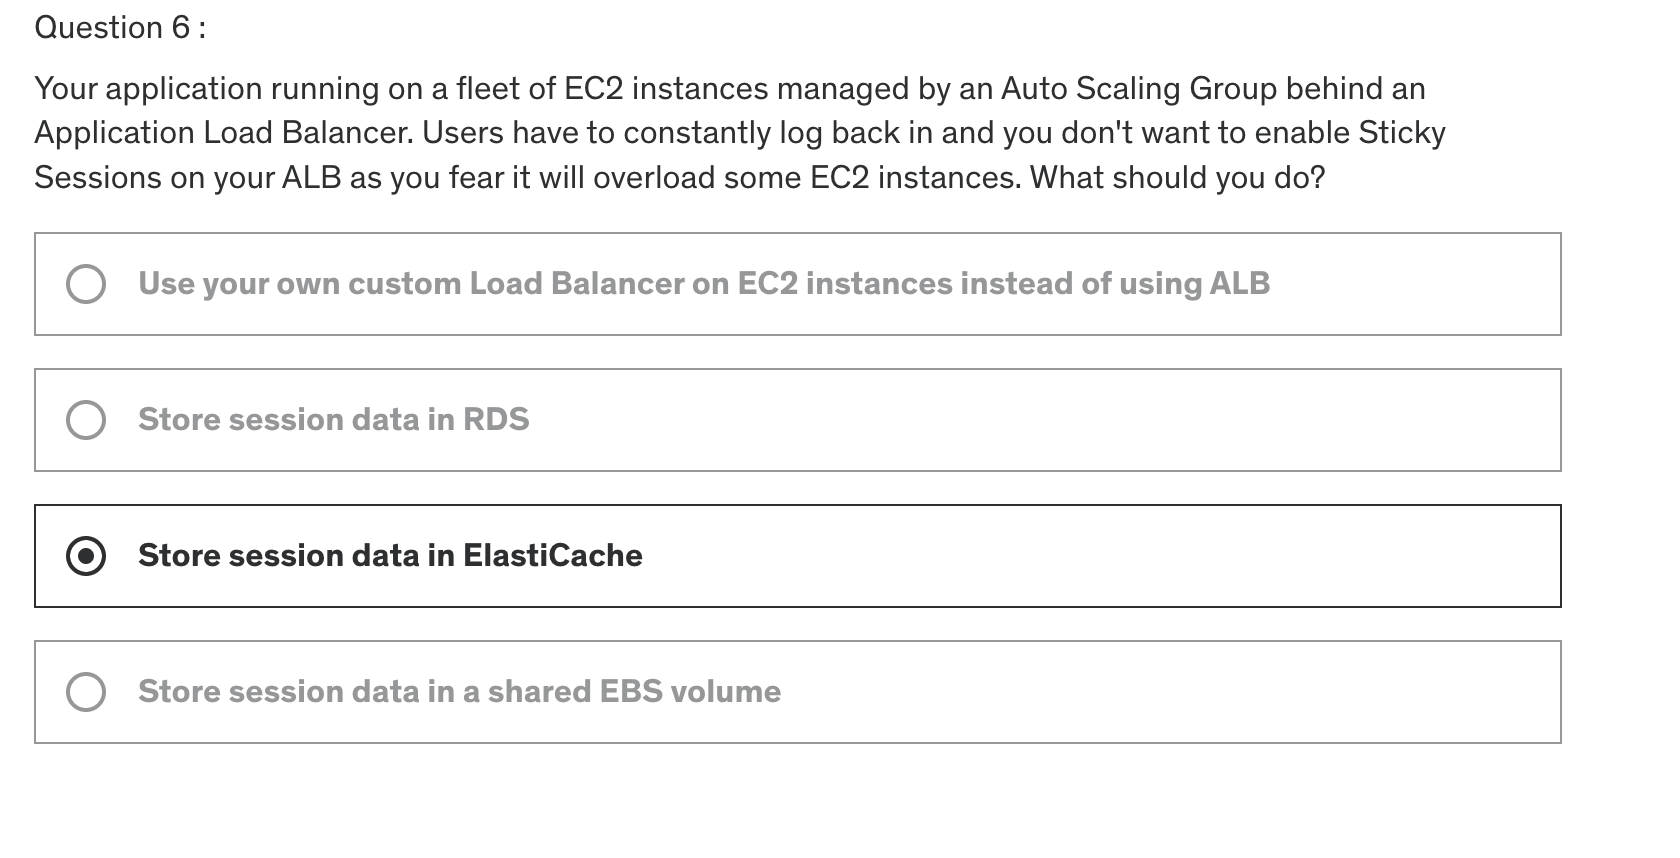 Question 6 :
Your application running on a fleet of EC2 instances managed by an Auto Scaling Group behind an
Application Load Balancer. Users have to constantly log back in and you don't want to enable Sticky
Sessions on your ALB as you fear it will overload some EC2 instances. What should you do?
Use your own custom Load Balancer on EC2 instances instead of using ALB
Store session data in RDS
Store session data in ElastiCache
Store session data in a shared EBS volume